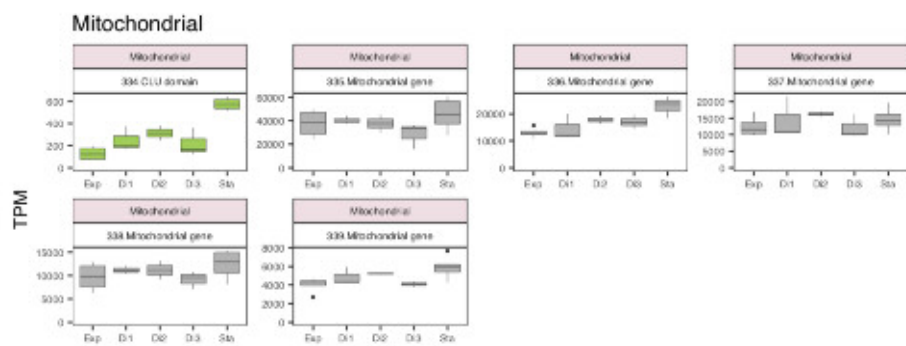 Mitochondrial
Mitochondrial Mitochondrial Mitochondrial Mitochondrial
334.CLU domain 335.Mitochondrial gene 336.Mitochondrial gene 337.Mitochondrial gene
600 400 200 0
60000 40000 20000 0
20000 10000 0
20000 15000 10000 5000 0
Exp Di1 Di2 Di3 Sta Exp Di1 Di2 Di3 Sta Exp Di1 Di2 Di3 Sta Exp Di1 Di2 Di3 Sta
TPM
Mitochondrial Mitochondrial
338.Mitochondrial gene 339.Mitochondrial gene
15000 10000 5000 0
8000 6000 4000 2000 0
Exp Di1 Di2 Di3 Sta Exp Di1 Di2 Di3 Sta